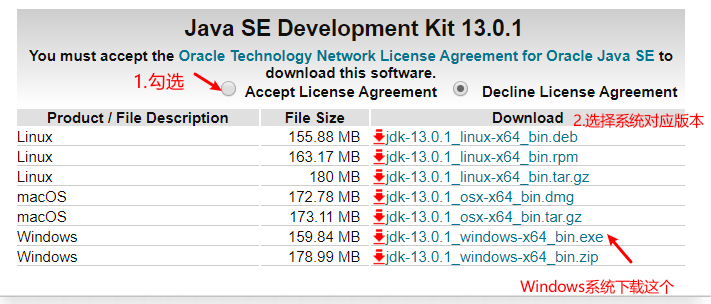 Java SE Development Kit 13.0.1
You must accept the Oracle Technology Network License Agreement for Oracle Java SE to
download this software.
1.勾选
Accept License Agreement Decline License Agreement
Product / File Description File Size Download
2.选择系统对应版本
Linux 155.88 MB jdk-13.0.1_linux-x64_bin.deb
Linux 163.17 MB jdk-13.0.1_linux-x64_bin.rpm
Linux 180 MB jdk-13.0.1_linux-x64_bin.tar.gz
macOS 172.78 MB jdk-13.0.1_osx-x64_bin.dmg
macOS 173.11 MB jdk-13.0.1_osx-x64_bin.tar.gz
Windows 159.84 MB jdk-13.0.1_windows-x64_bin.exe
Windows 178.99 MB jdk-13.0.1_windows-x64_bin.zip
Windows系统下载这个